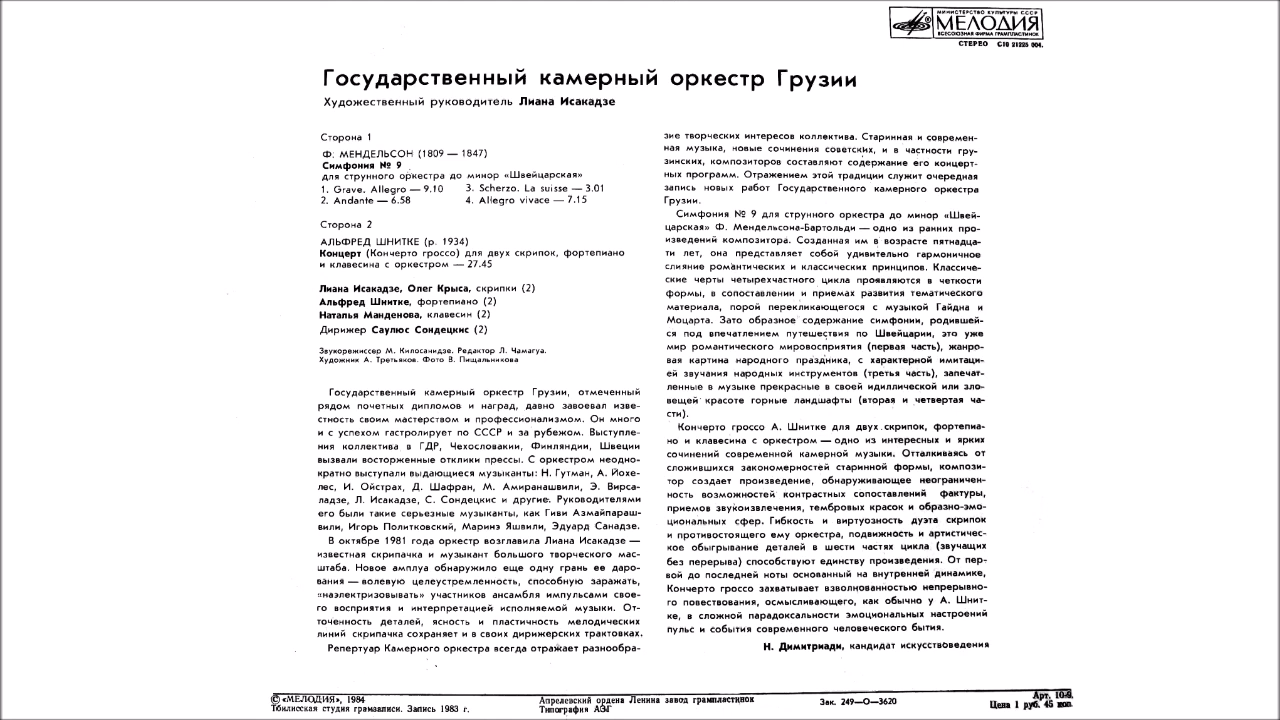 МИНИСТЕРСТВО КУЛЬТУРЫ СССР
МЕЛОДИЯ
ВСЕСОЮЗНАЯ ФИРМА ГРАМПЛАСТИНОК
СТЕРЕО С10 21225 004.
Государственный камерный оркестр Грузии
Художественный руководитель Лиана Исакадзе
Сторона 1
Ф. МЕНДЕЛЬСОН (1809 — 1847)
Симфония № 9
для струнного оркестра до минор «Швейцарская»
1. Grave. Allegro — 9.10 3. Scherzo. La suisse — 3.01
2. Andante — 6.58 4. Allegro vivace — 7.15
Сторона 2
АЛЬФРЕД ШНИТКЕ (р. 1934)
Концерт (Кончерто гроссо) для двух скрипок, фортепиано
и клавесина с оркестром — 27.45
Лиана Исакадзе, Олег Крыса, скрипки (2)
Альфред Шнитке, фортепиано (2)
Наталья Манденова, клавесин (2)
Дирижер Саулюс Сондецкис (2)
Звукорежиссер М. Килосанидзе. Редактор Л. Чамагуа.
Художник А. Третьяков. Фото В. Пищальникова
Государственный камерный оркестр Грузии, отмеченный
рядом почетных дипломов и наград, давно завоевал изве-
стность своим мастерством и профессионализмом. Он много
и с успехом гастролирует по СССР и за рубежом. Выступле-
ния коллектива в ГДР, Чехословакии, Финляндии, Швеции
вызвали восторженные отклики прессы. С оркестром неодно-
кратно выступали выдающиеся музыканты: Н. Гутман, А. Йохе-
лес, И. Ойстрах, Д. Шафран, М. Амиранашвили, Э. Вирса-
ладзе, Л. Исакадзе, С. Сондецкис и другие. Руководителями
его были такие серьезные музыканты, как Гиви Азмайпараш-
вили, Игорь Политковский, Маринэ Яшвили, Эдуард Санадзе.
В октябре 1981 года оркестр возглавила Лиана Исакадзе —
известная скрипачка и музыкант большого творческого мас-
штаба. Новое амплуа обнаружило еще одну грань ее даро-
вания — волевую целеустремленность, способную заражать,
«наэлектризовывать» участников ансамбля импульсами свое-
го восприятия и интерпретацией исполняемой музыки. От-
точенность деталей, ясность и пластичность мелодических
линий скрипачка сохраняет и в своих дирижерских трактовках.
Репертуар Камерного оркестра всегда отражает разнообра-
зие творческих интересов коллектива. Старинная и современ-
ная музыка, новые сочинения советских, и в частности гру-
зинских, композиторов составляют содержание его концерт-
ных программ. Отражением этой традиции служит очередная
запись новых работ Государственного камерного оркестра
Грузии.
Симфония № 9 для струнного оркестра до минор «Швей-
царская» Ф. Мендельсона-Бартольди — одно из ранних про-
изведений композитора. Созданная им в возрасте пятнадца-
ти лет, она представляет собой удивительно гармоничное
слияние романтических и классических принципов. Классиче-
ские черты четырехчастного цикла проявляются в четкости
формы, в сопоставлении и приемах развития тематического
материала, порой перекликающегося с музыкой Гайдна и
Моцарта. Зато образное содержание симфонии, родившей-
ся под впечатлением путешествия по Швейцарии, это уже
мир романтического мировосприятия (первая часть), жанро-
вая картина народного праздника, с характерной имитаци-
ей звучания народных инструментов (третья часть), запечат-
ленные в музыке прекрасные в своей идиллической или зло-
вещей красоте горные ландшафты (вторая и четвертая ча-
сти).
Кончерто гроссо А. Шнитке для двух скрипок, фортепиа-
но и клавесина с оркестром — одно из интересных и ярких
сочинений современной камерной музыки. Отталкиваясь от
сложившихся закономерностей старинной формы, компози-
тор создает произведение, обнаруживающее неограничен-
ность возможностей контрастных сопоставлений фактуры,
приемов звукоизвлечения, тембровых красок и образно-эмо-
циональных сфер. Гибкость и виртуозность дуэта скрипок
и противостоящего ему оркестра, подвижность и артистичес-
кое обыгрывание деталей в шести частях цикла (звучащих
без перерыва) способствуют единству произведения. От пер-
вой до последней ноты основанный на внутренней динамике,
Кончерто гроссо захватывает взволнованностью непрерывно-
го повествования, осмысливающего, как обычно у А. Шнит-
ке, в сложной парадоксальности эмоциональных настроений
пульс и события современного человеческого бытия.
Н. Димитриади, кандидат искусствоведения
© «МЕЛОДИЯ», 1984
Тбилисская студия грамзаписи. Запись 1983 г.
Апрелевский ордена Ленина завод грампластинок
Типография АЗГ
Зак. 249—О—3620
Арт.
Цена 1 руб. 45 коп.